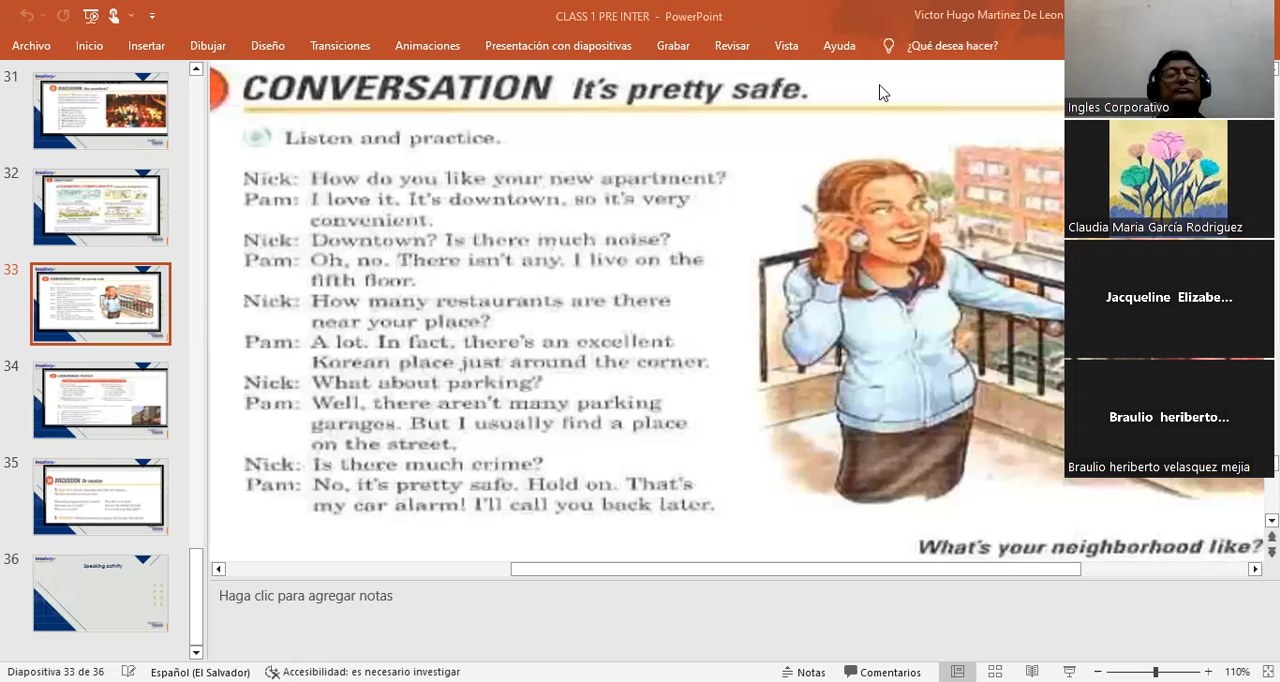 CLASS 1 PRE INTER - PowerPoint
Victor Hugo Martinez De Leon
Archivo Inicio Insertar Dibujar Diseño Transiciones Animaciones Presentación con diapositivas Grabar Revisar Vista Ayuda ¿Qué desea hacer?
31
32
33
34
35
36
Speaking activity
CONVERSATION It's pretty safe.
Listen and practice.
Nick: How do you like your new apartment?
Pam: I love it. It's downtown, so it's very
convenient.
Nick: Downtown? Is there much noise?
Pam: Oh, no. There isn't any. I live on the
fifth floor.
Nick: How many restaurants are there
near your place?
Pam: A lot. In fact, there's an excellent
Korean place just around the corner.
Nick: What about parking?
Pam: Well, there aren't many parking
garages. But I usually find a place
on the street.
Nick: Is there much crime?
Pam: No, it's pretty safe. Hold on. That's
my car alarm! I'll call you back later.
What's your neighborhood like?
Ingles Corporativo
Claudia Maria García Rodriguez
Jacqueline Elizabe...
Braulio heriberto...
Braulio heriberto velasquez mejia
Haga clic para agregar notas
Diapositiva 33 de 36 Español (El Salvador) Accesibilidad: es necesario investigar Notas Comentarios 110%